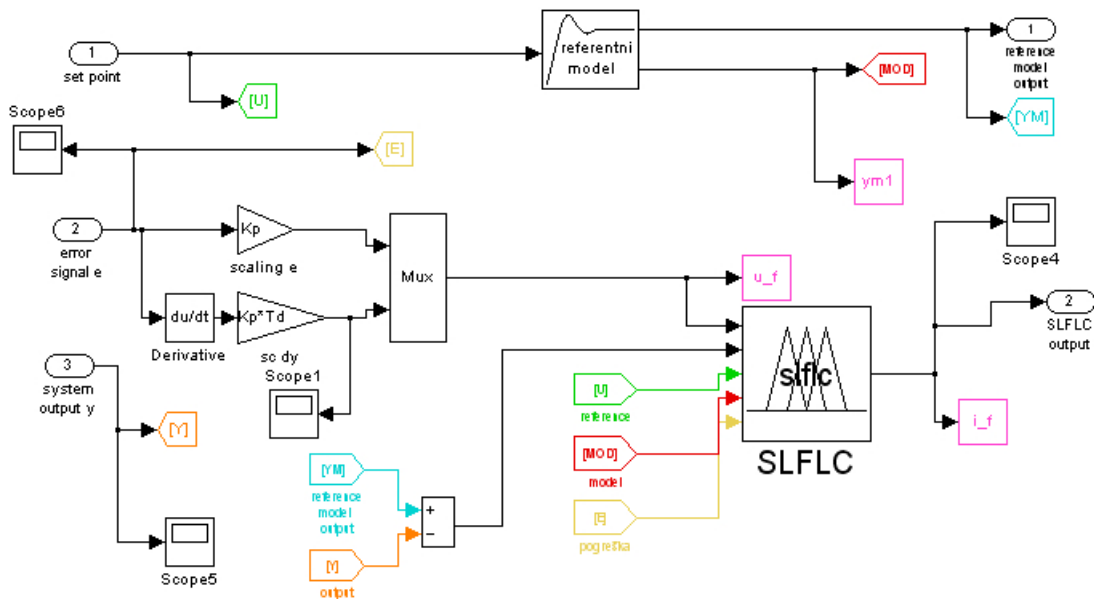 1
set point
[U]
referentni
model
1
reference
model
output
[MOD]
[YM]
ym1
Scope6
[E]
2
error
signal e
Kp
scaling e
Mux
du/dt
Derivative
Kp*Td
sc dy
Scope1
u_f
Scope4
2
SLFLC
output
3
system
output y
[Y]
Scope5
[U]
reference
[MOD]
model
[E]
pogreška
slflc
SLFLC
i_f
[YM]
reference
model
output
+
−
[Y]
output